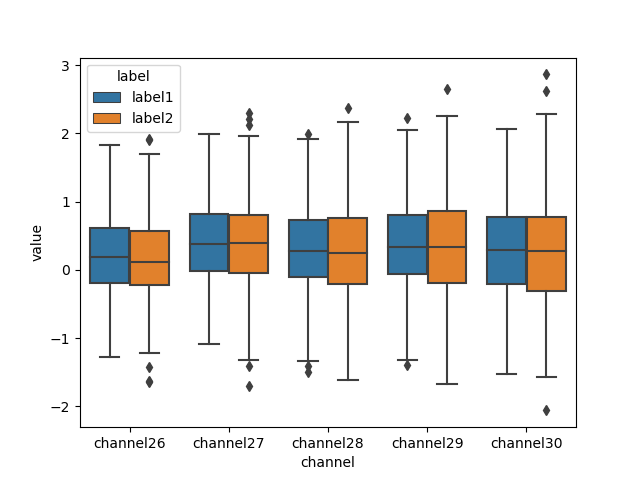 3
2
1
0
−1
−2
value
label
label1
label2
channel26 channel27 channel28 channel29 channel30
channel